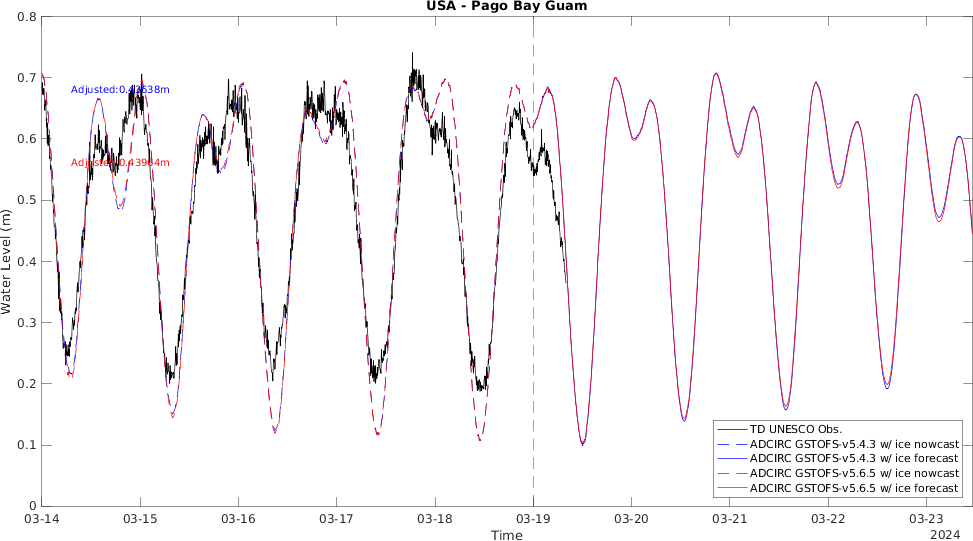 USA - Pago Bay Guam
0.8
0.7
0.6
0.5
0.4
0.3
0.2
0.1
0
Water Level (m)
03-14
03-15
03-16
03-17
03-18
03-19
03-20
03-21
03-22
03-23
Time
2024
TD UNESCO Obs.
ADCIRC GSTOFS-v5.4.3 w/ ice nowcast
ADCIRC GSTOFS-v5.4.3 w/ ice forecast
ADCIRC GSTOFS-v5.6.5 w/ ice nowcast
ADCIRC GSTOFS-v5.6.5 w/ ice forecast